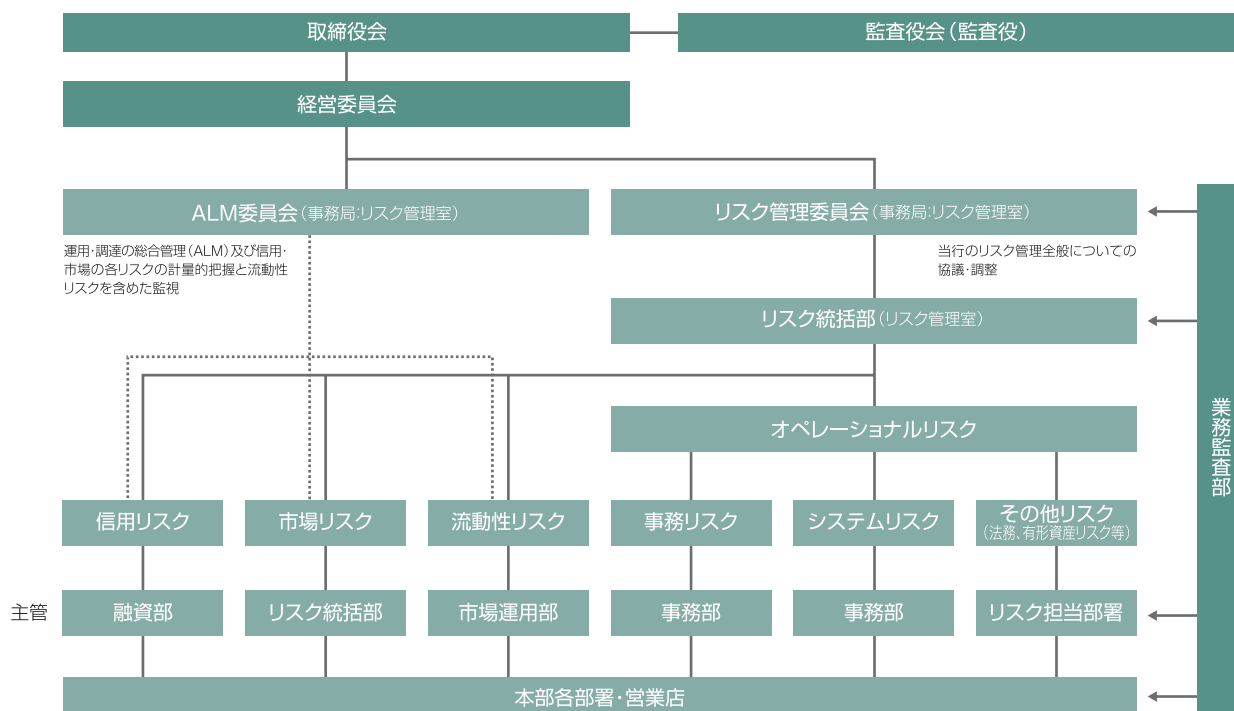 取締役会
監査役会(監査役)
経営委員会
ALM委員会(事務局:リスク管理室)
リスク管理委員会(事務局:リスク管理室)
運用・調達の総合管理(ALM)及び信用・
市場の各リスクの計量的把握と流動性
リスクを含めた監視
当行のリスク管理全般についての
協議・調整
リスク統括部(リスク管理室)
オペレーショナルリスク
業務監査部
信用リスク
市場リスク
流動性リスク
事務リスク
システムリスク
その他リスク
(法務、有形資産リスク等)
主管
融資部
リスク統括部
市場運用部
事務部
事務部
リスク担当部署
本部各部署・営業店